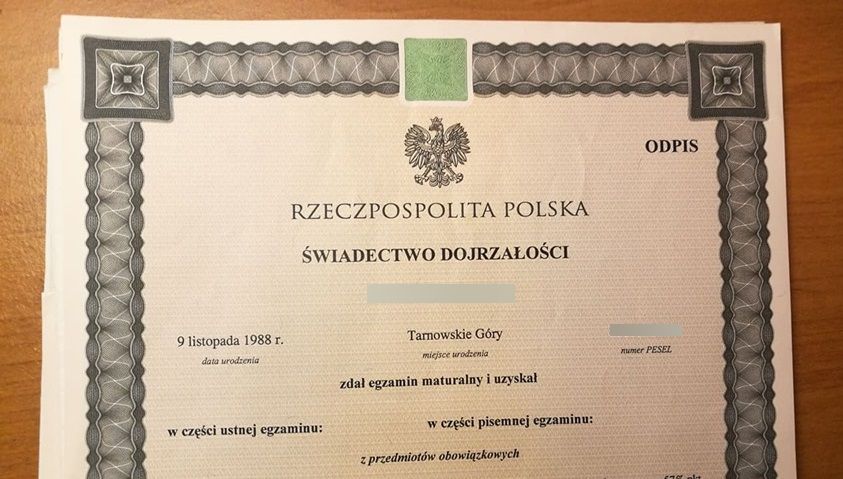 ODPIS
RZECZPOSPOLITA POLSKA
ŚWIADECTWO DOJRZAŁOŚCI
9 listopada 1988 r. Tarnowskie Góry
data urodzenia miejsce urodzenia numer PESEL
zdał egzamin maturalny i uzyskał
w części ustnej egzaminu: w części pisemnej egzaminu:
z przedmiotów obowiązkowych